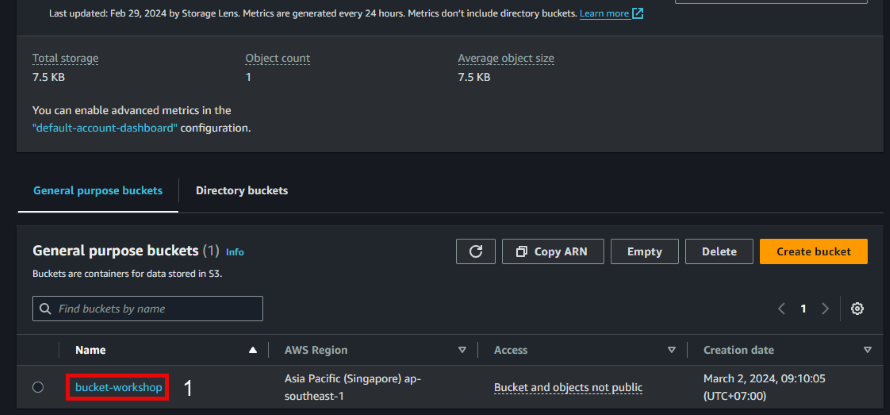 Last updated: Feb 29, 2024 by Storage Lens. Metrics are generated every 24 hours. Metrics don't include directory buckets. Learn more
Total storage
Object count
Average object size
7.5 KB
1
7.5 KB
You can enable advanced metrics in the
"default-account-dashboard" configuration.
General purpose buckets
Directory buckets
General purpose buckets (1) Info
Copy ARN
Empty
Delete
Create bucket
Buckets are containers for data stored in S3.
Find buckets by name
1
Name
AWS Region
Access
Creation date
bucket-workshop
1
Asia Pacific (Singapore) ap-
southeast-1
Bucket and objects not public
March 2, 2024, 09:10:05
(UTC+07:00)